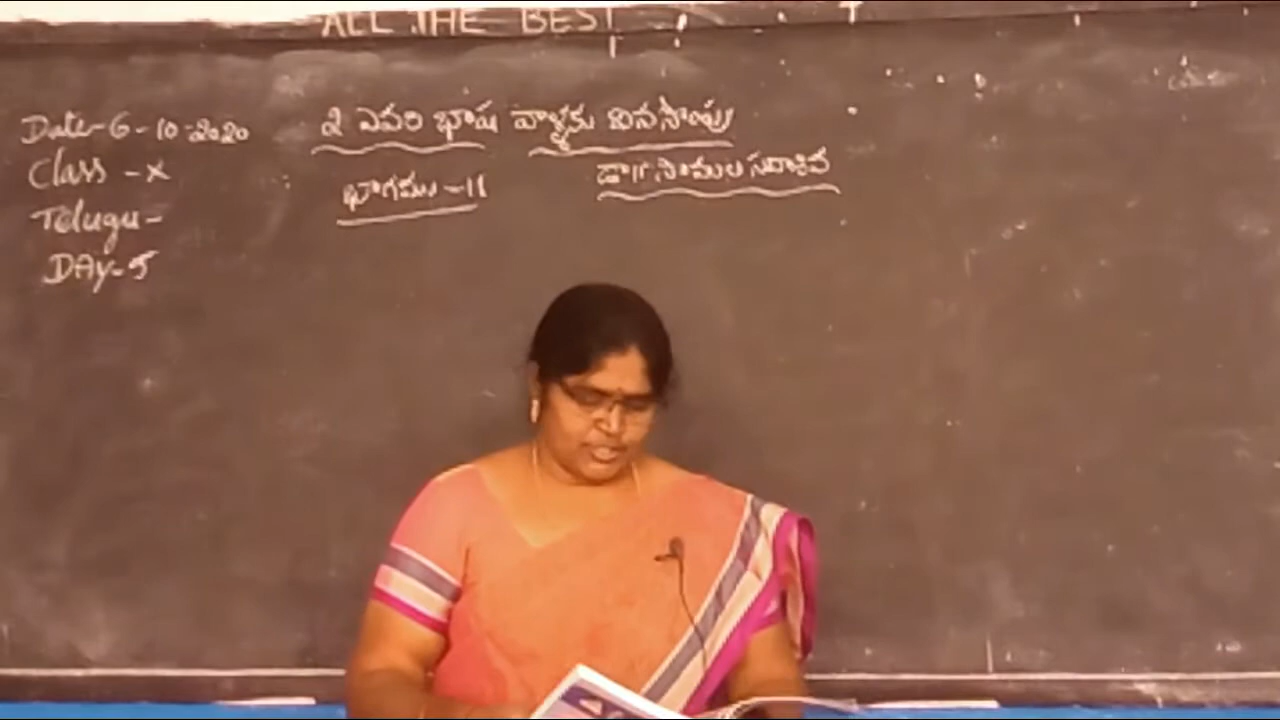 ALL THE BEST
Date-6-10-2020
Class -X
Telugu-
DAY-5
2 ఎవరి భాష వాళ్ళకు వినసొంపు
డా॥ సామల సదాశివ
భాగము-II